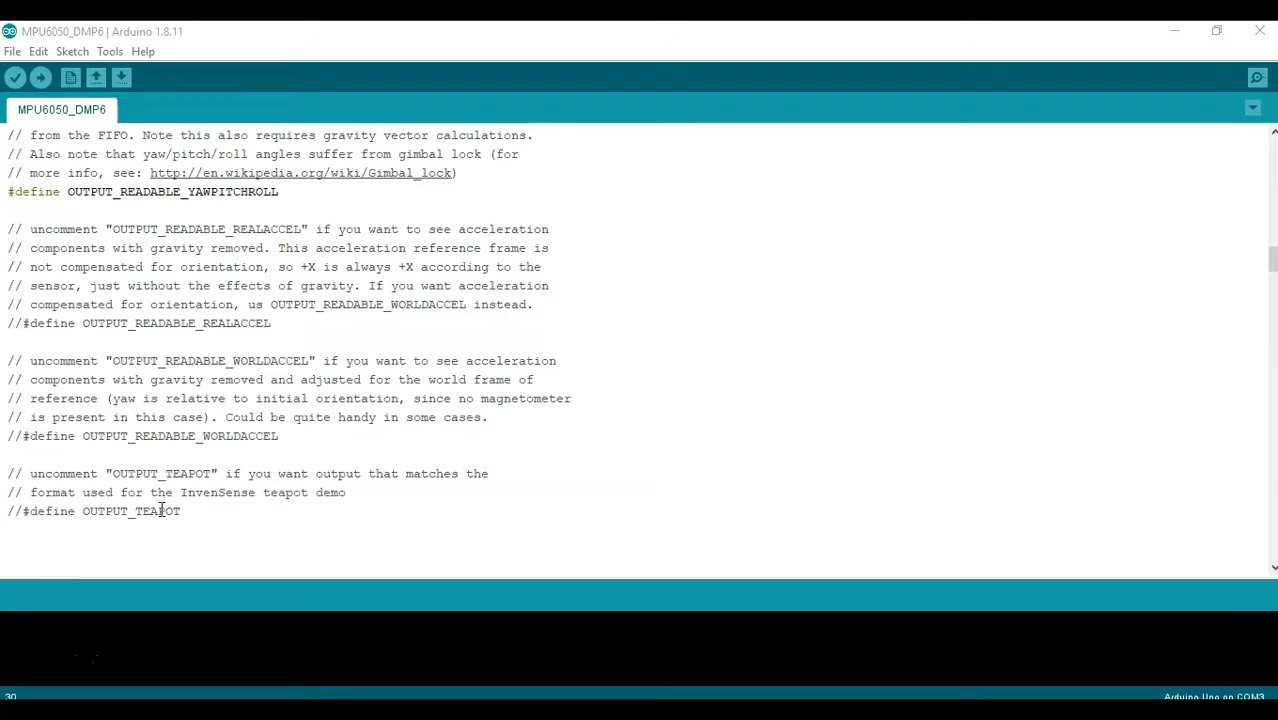 MPU6050_DMP6 | Arduino 1.8.11
File Edit Sketch Tools Help
MPU6050_DMP6
// from the FIFO. Note this also requires gravity vector calculations.
// Also note that yaw/pitch/roll angles suffer from gimbal lock (for
// more info, see: http://en.wikipedia.org/wiki/Gimbal_lock)
#define OUTPUT_READABLE_YAWPITCHROLL
// uncomment "OUTPUT_READABLE_REALACCEL" if you want to see acceleration
// components with gravity removed. This acceleration reference frame is
// not compensated for orientation, so +X is always +X according to the
// sensor, just without the effects of gravity. If you want acceleration
// compensated for orientation, us OUTPUT_READABLE_WORLDACCEL instead.
//#define OUTPUT_READABLE_REALACCEL
// uncomment "OUTPUT_READABLE_WORLDACCEL" if you want to see acceleration
// components with gravity removed and adjusted for the world frame of
// reference (yaw is relative to initial orientation, since no magnetometer
// is present in this case). Could be quite handy in some cases.
//#define OUTPUT_READABLE_WORLDACCEL
// uncomment "OUTPUT_TEAPOT" if you want output that matches the
// format used for the InvenSense teapot demo
//#define OUTPUT_TEAPOT
30 Arduino Uno on COM3